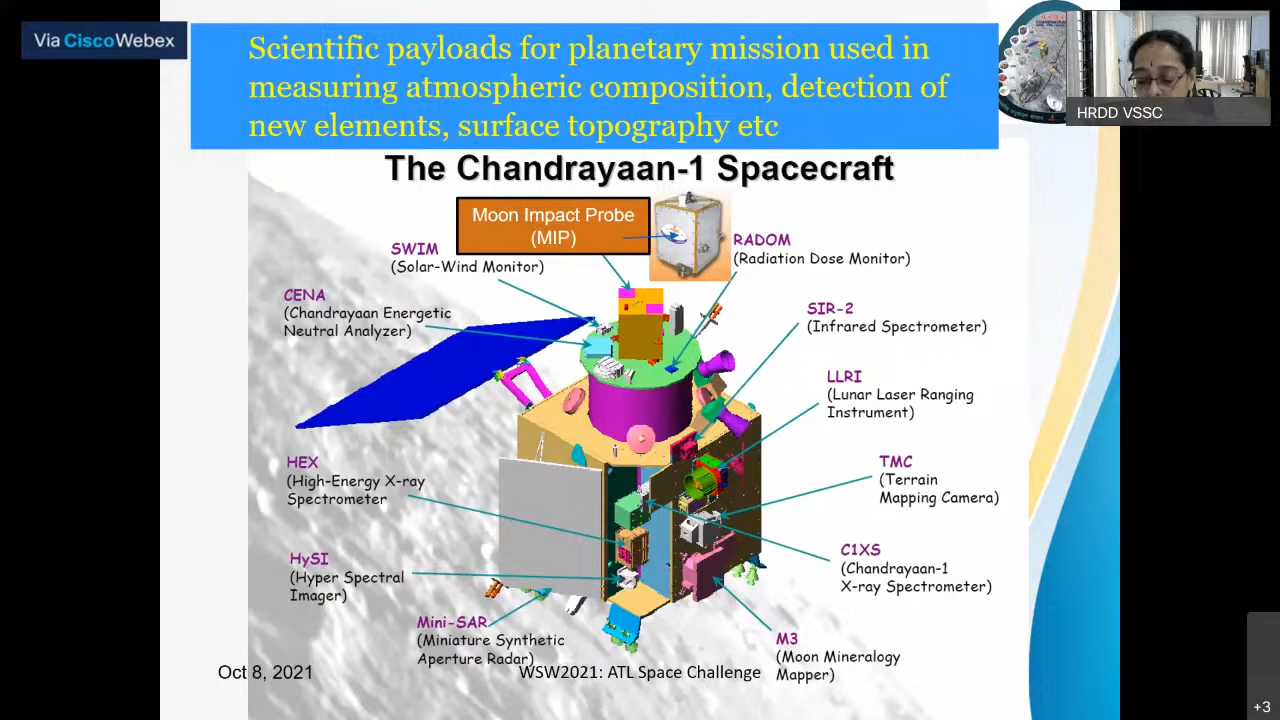 Via CiscoWebex
Scientific payloads for planetary mission used in
measuring atmospheric composition, detection of
new elements, surface topography etc
HRDD VSSC
The Chandrayaan-1 Spacecraft
Moon Impact Probe
(MIP)
SWIM
(Solar-Wind Monitor)
RADOM
(Radiation Dose Monitor)
CENA
(Chandrayaan Energetic
Neutral Analyzer)
SIR-2
(Infrared Spectrometer)
LLRI
(Lunar Laser Ranging
Instrument)
HEX
(High-Energy X-ray
Spectrometer
TMC
(Terrain
Mapping Camera)
HySI
(Hyper Spectral
Imager)
C1XS
(Chandrayaan-1
X-ray Spectrometer)
Mini-SAR
(Miniature Synthetic
Aperture Radar)
M3
(Moon Mineralogy
Mapper)
Oct 8, 2021
WSW2021: ATL Space Challenge
+3